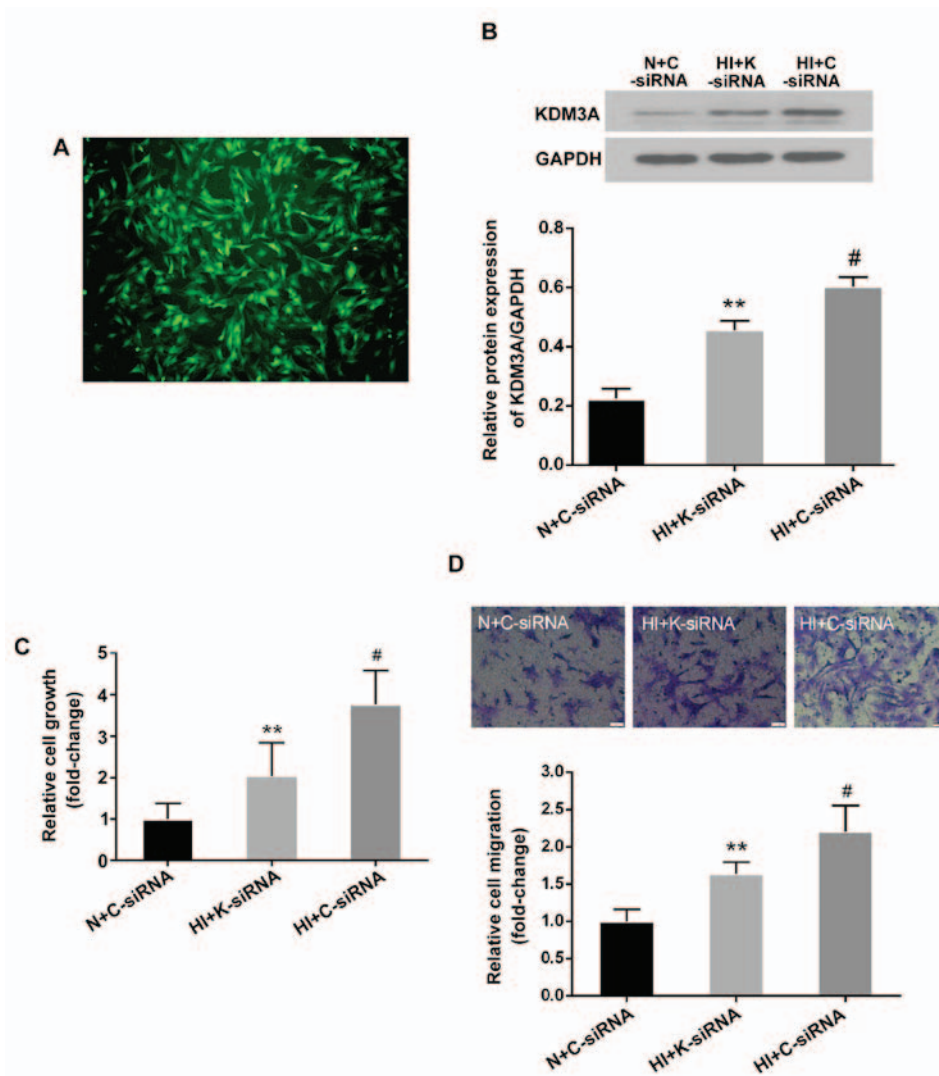 A
B
N+C HI+K HI+C
-siRNA -siRNA -siRNA
KDM3A
GAPDH
Relative protein expression
of KDM3A/GAPDH
0.8
0.6
0.4
0.2
0.0
**
#
N+C-siRNA
HI+K-siRNA
HI+C-siRNA
C
Relative cell growth
(fold-change)
5
4
3
2
1
0
**
#
N+C-siRNA
HI+K-siRNA
HI+C-siRNA
D
N+C-siRNA
HI+K-siRNA
HI+C-siRNA
Relative cell migration
(fold-change)
3.0
2.5
2.0
1.5
1.0
0.5
0.0
**
#
N+C-siRNA
HI+K-siRNA
HI+C-siRNA